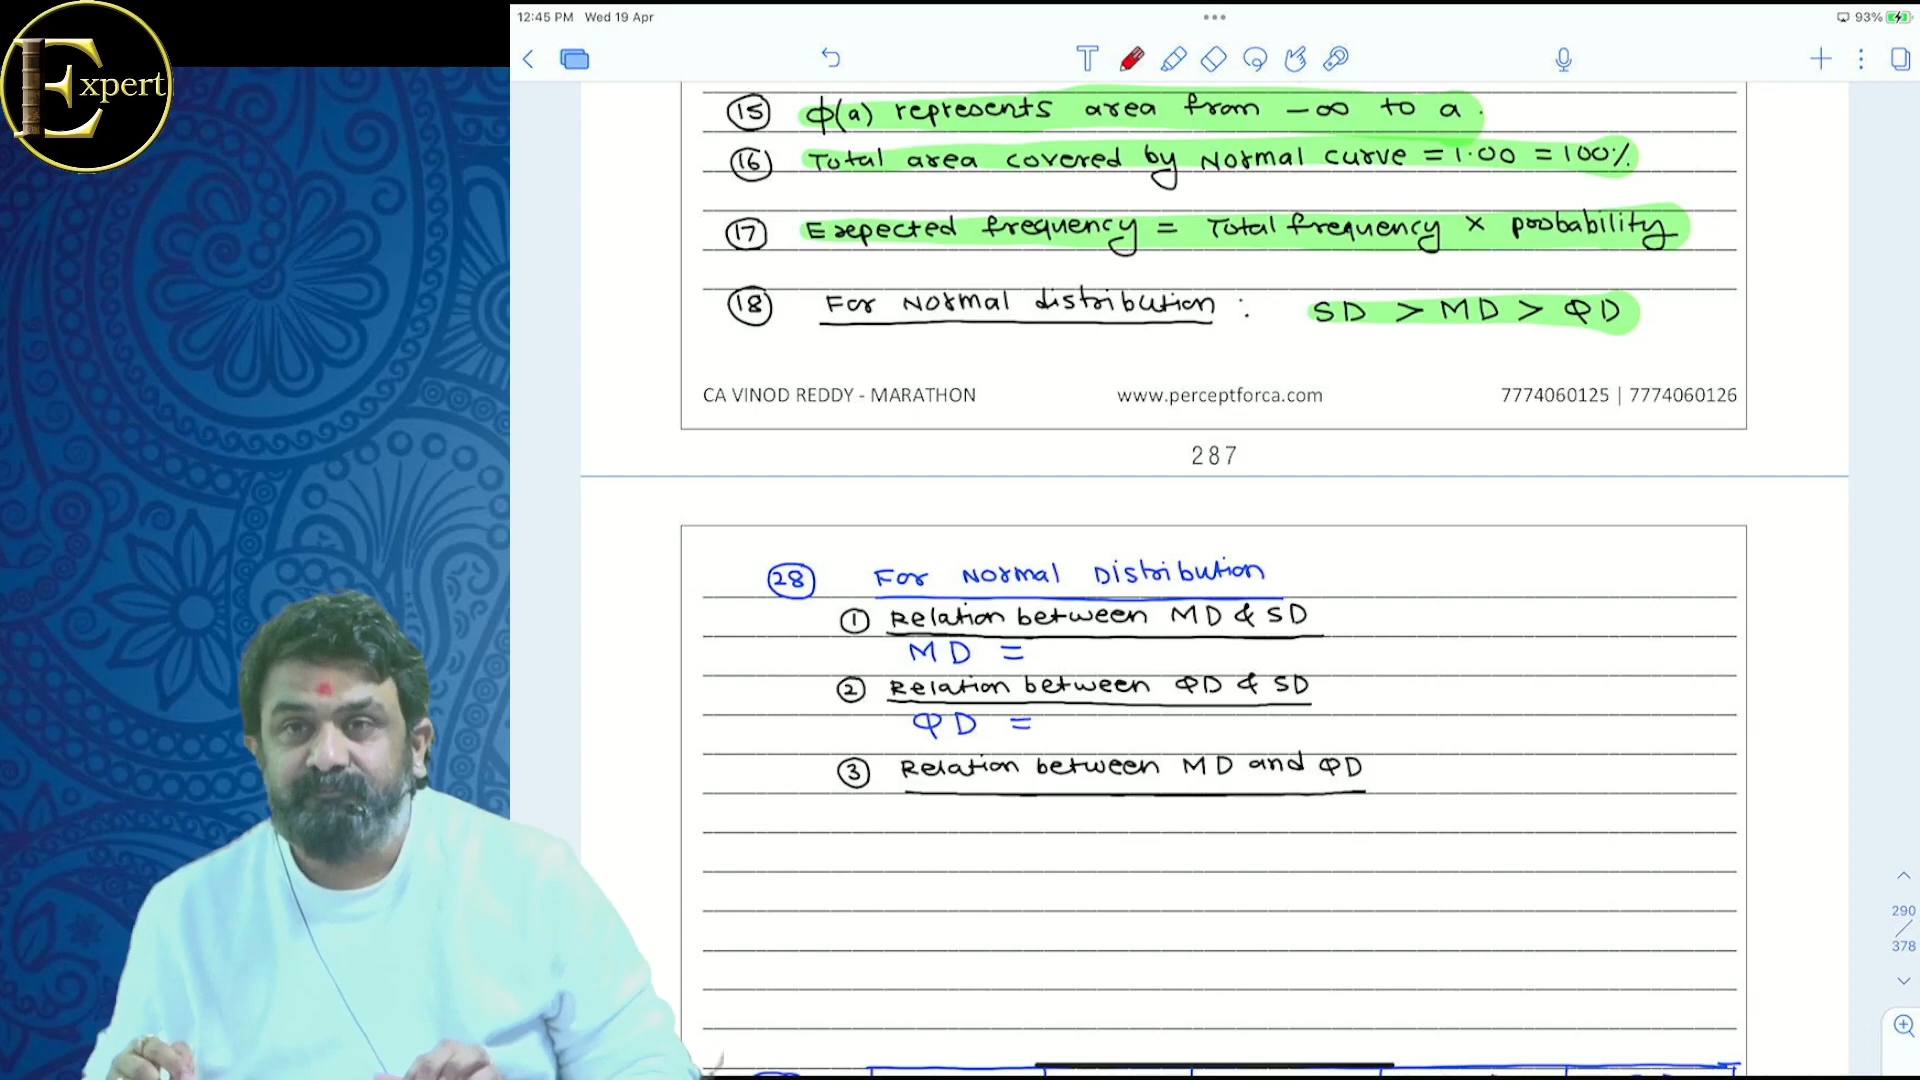 12:45 PM Wed 19 Apr
93%
Expert
15 φ(a) represents area from -∞ to a.
16 Total area covered by Normal curve = 1.00 = 100%
17 Expected frequency = Total frequency × probability
18 For Normal distribution : SD > MD > QD
CA VINOD REDDY - MARATHON www.perceptforca.com 7774060125 | 7774060126
287
28 For Normal Distribution
1 Relation between MD & SD
MD =
2 Relation between QD & SD
QD =
3 Relation between MD and QD
290
378